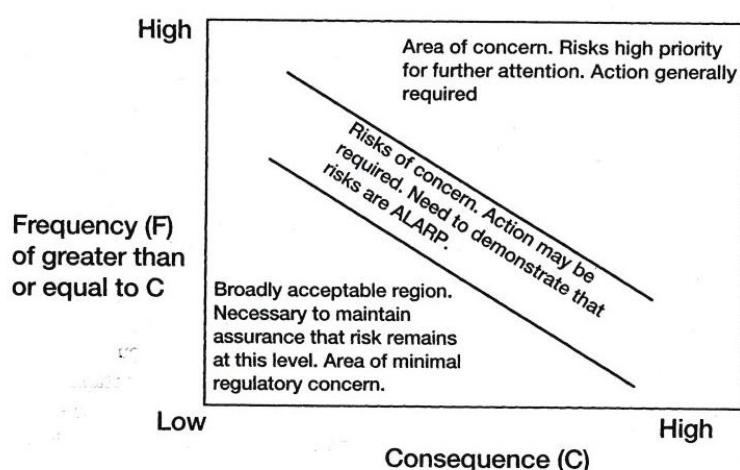 High
Area of concern. Risks high priority
for further attention. Action generally
required
Risks of concern. Action may be
required. Need to demonstrate that
risks are ALARP.
Frequency (F)
of greater than
or equal to C
Broadly acceptable region.
Necessary to maintain
assurance that risk remains
at this level. Area of minimal
regulatory concern.
Low
High
Consequence (C)